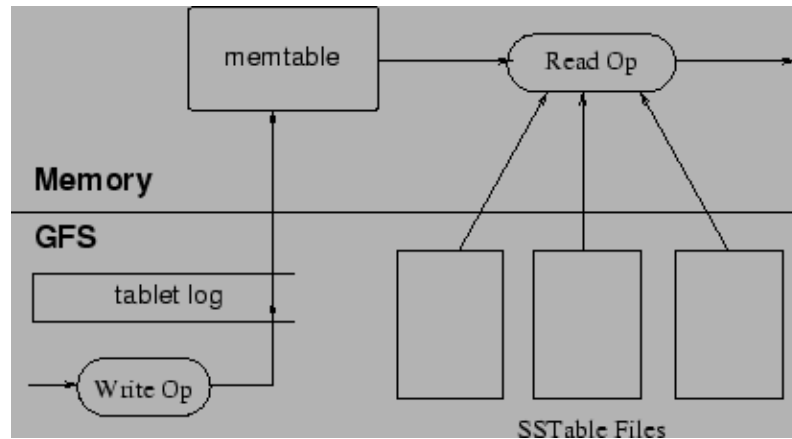 memtable
Read Op
Memory
GFS
tablet log
Write Op
SSTable Files